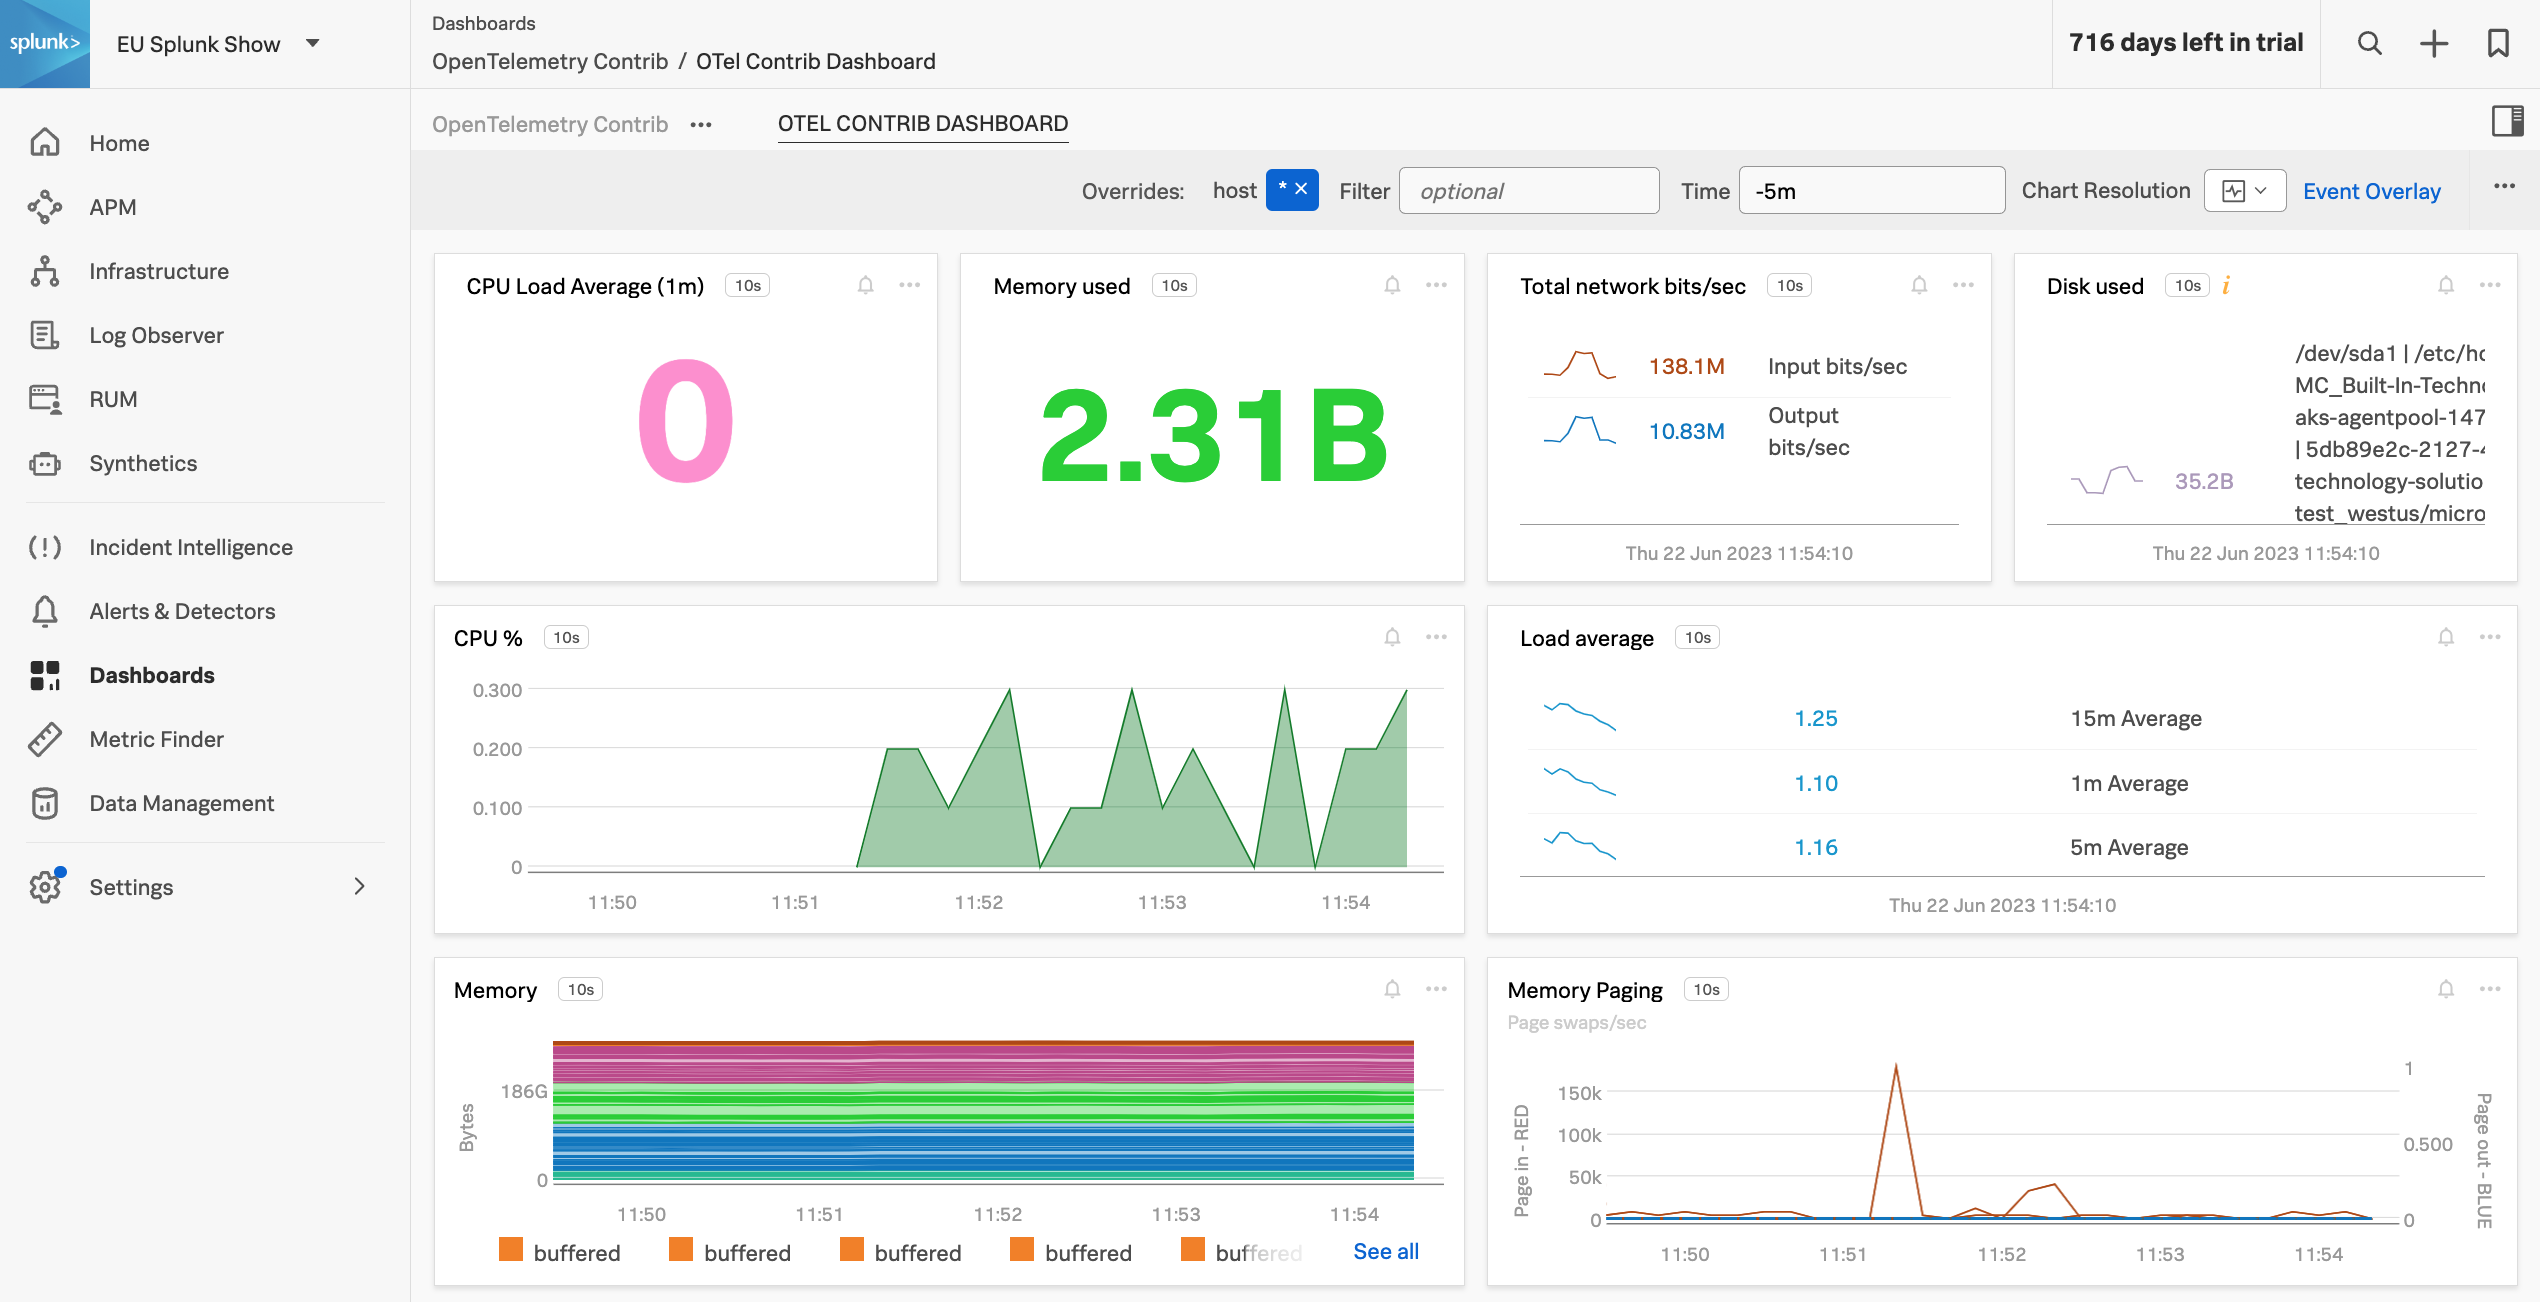 splunk>
EU Splunk Show
Dashboards
OpenTelemetry Contrib / OTel Contrib Dashboard
716 days left in trial
Home
APM
Infrastructure
Log Observer
RUM
Synthetics
Incident Intelligence
Alerts & Detectors
Dashboards
Metric Finder
Data Management
Settings
OpenTelemetry Contrib ••• OTEL CONTRIB DASHBOARD
Overrides: host * × Filter optional Time -5m Chart Resolution Event Overlay •••
CPU Load Average (1m) 10s
0
Memory used 10s
2.31B
Total network bits/sec 10s
138.1M Input bits/sec
10.83M Output
bits/sec
Thu 22 Jun 2023 11:54:10
Disk used 10s i
/dev/sda1 | /etc/ho
MC_Built-In-Techn
aks-agentpool-147
| 5db89e2c-2127-4
35.2B technology-solutio
test_westus/micro
Thu 22 Jun 2023 11:54:10
CPU % 10s
0.300
0.200
0.100
0
11:50 11:51 11:52 11:53 11:54
Load average 10s
1.25 15m Average
1.10 1m Average
1.16 5m Average
Thu 22 Jun 2023 11:54:10
Memory 10s
Bytes
186G
0
11:50 11:51 11:52 11:53 11:54
buffered buffered buffered buffered buffered See all
Memory Paging 10s
Page swaps/sec
Page in - RED
150k
100k
50k
0
1
0.500
0
Page out - BLUE
11:50 11:51 11:52 11:53 11:54